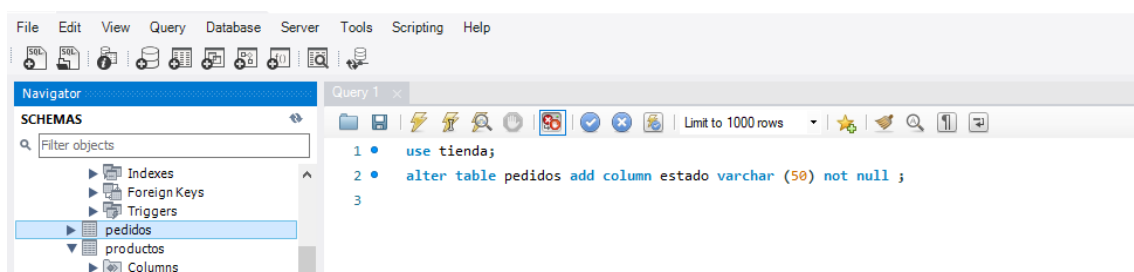 File Edit View Query Database Server Tools Scripting Help
SQL SQL
Navigator
Query 1 ×
SCHEMAS
Limit to 1000 rows
Filter objects
1 use tienda;
2 alter table pedidos add column estado varchar (50) not null ;
3
Indexes
Foreign Keys
Triggers
pedidos
productos
Columns